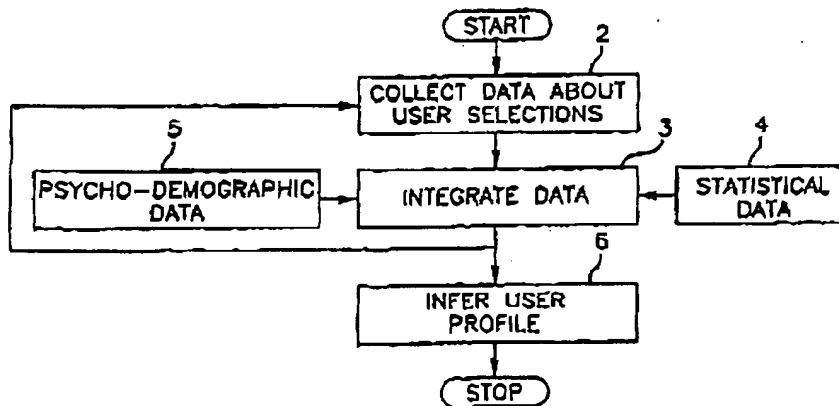 START
2
COLLECT DATA ABOUT
USER SELECTIONS
5
3
4
PSYCHO-DEMOGRAPHIC
DATA
INTEGRATE DATA
STATISTICAL
DATA
6
INFER USER
PROFILE
STOP